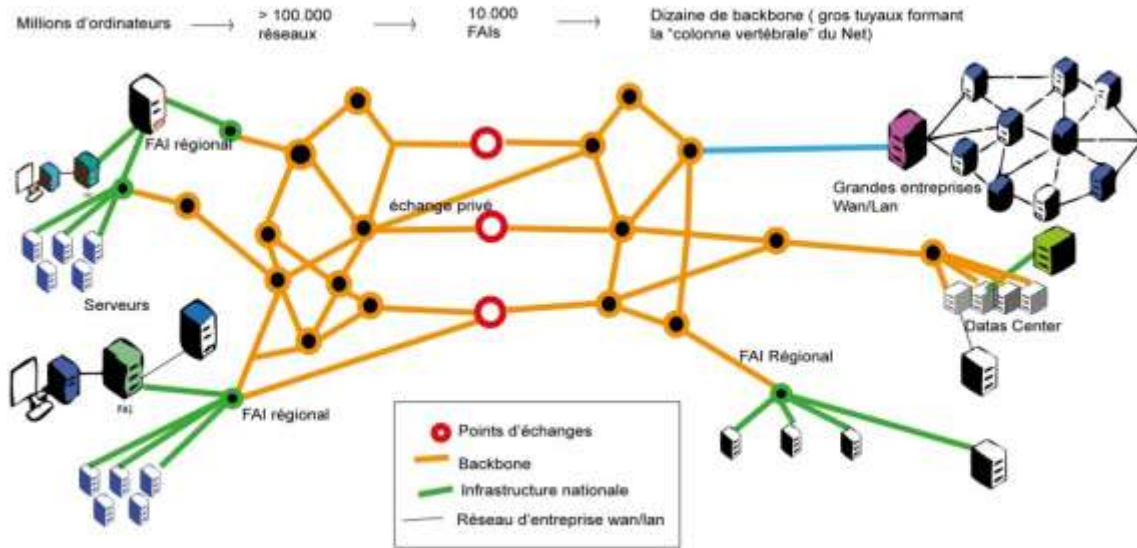 Millions d'ordinateurs
> 100.000
réseaux
10.000
FAIs
Dizaine de backbone ( gros tuyaux formant
la "colonne vertébrale" du Net)
FAI régional
échange privé
Grandes entreprises
Wan/Lan
Serveurs
Datas Center
FAI Régional
FAI
FAI régional
Points d'échanges
Backbone
Infrastructure nationale
Réseau d'entreprise wan/lan